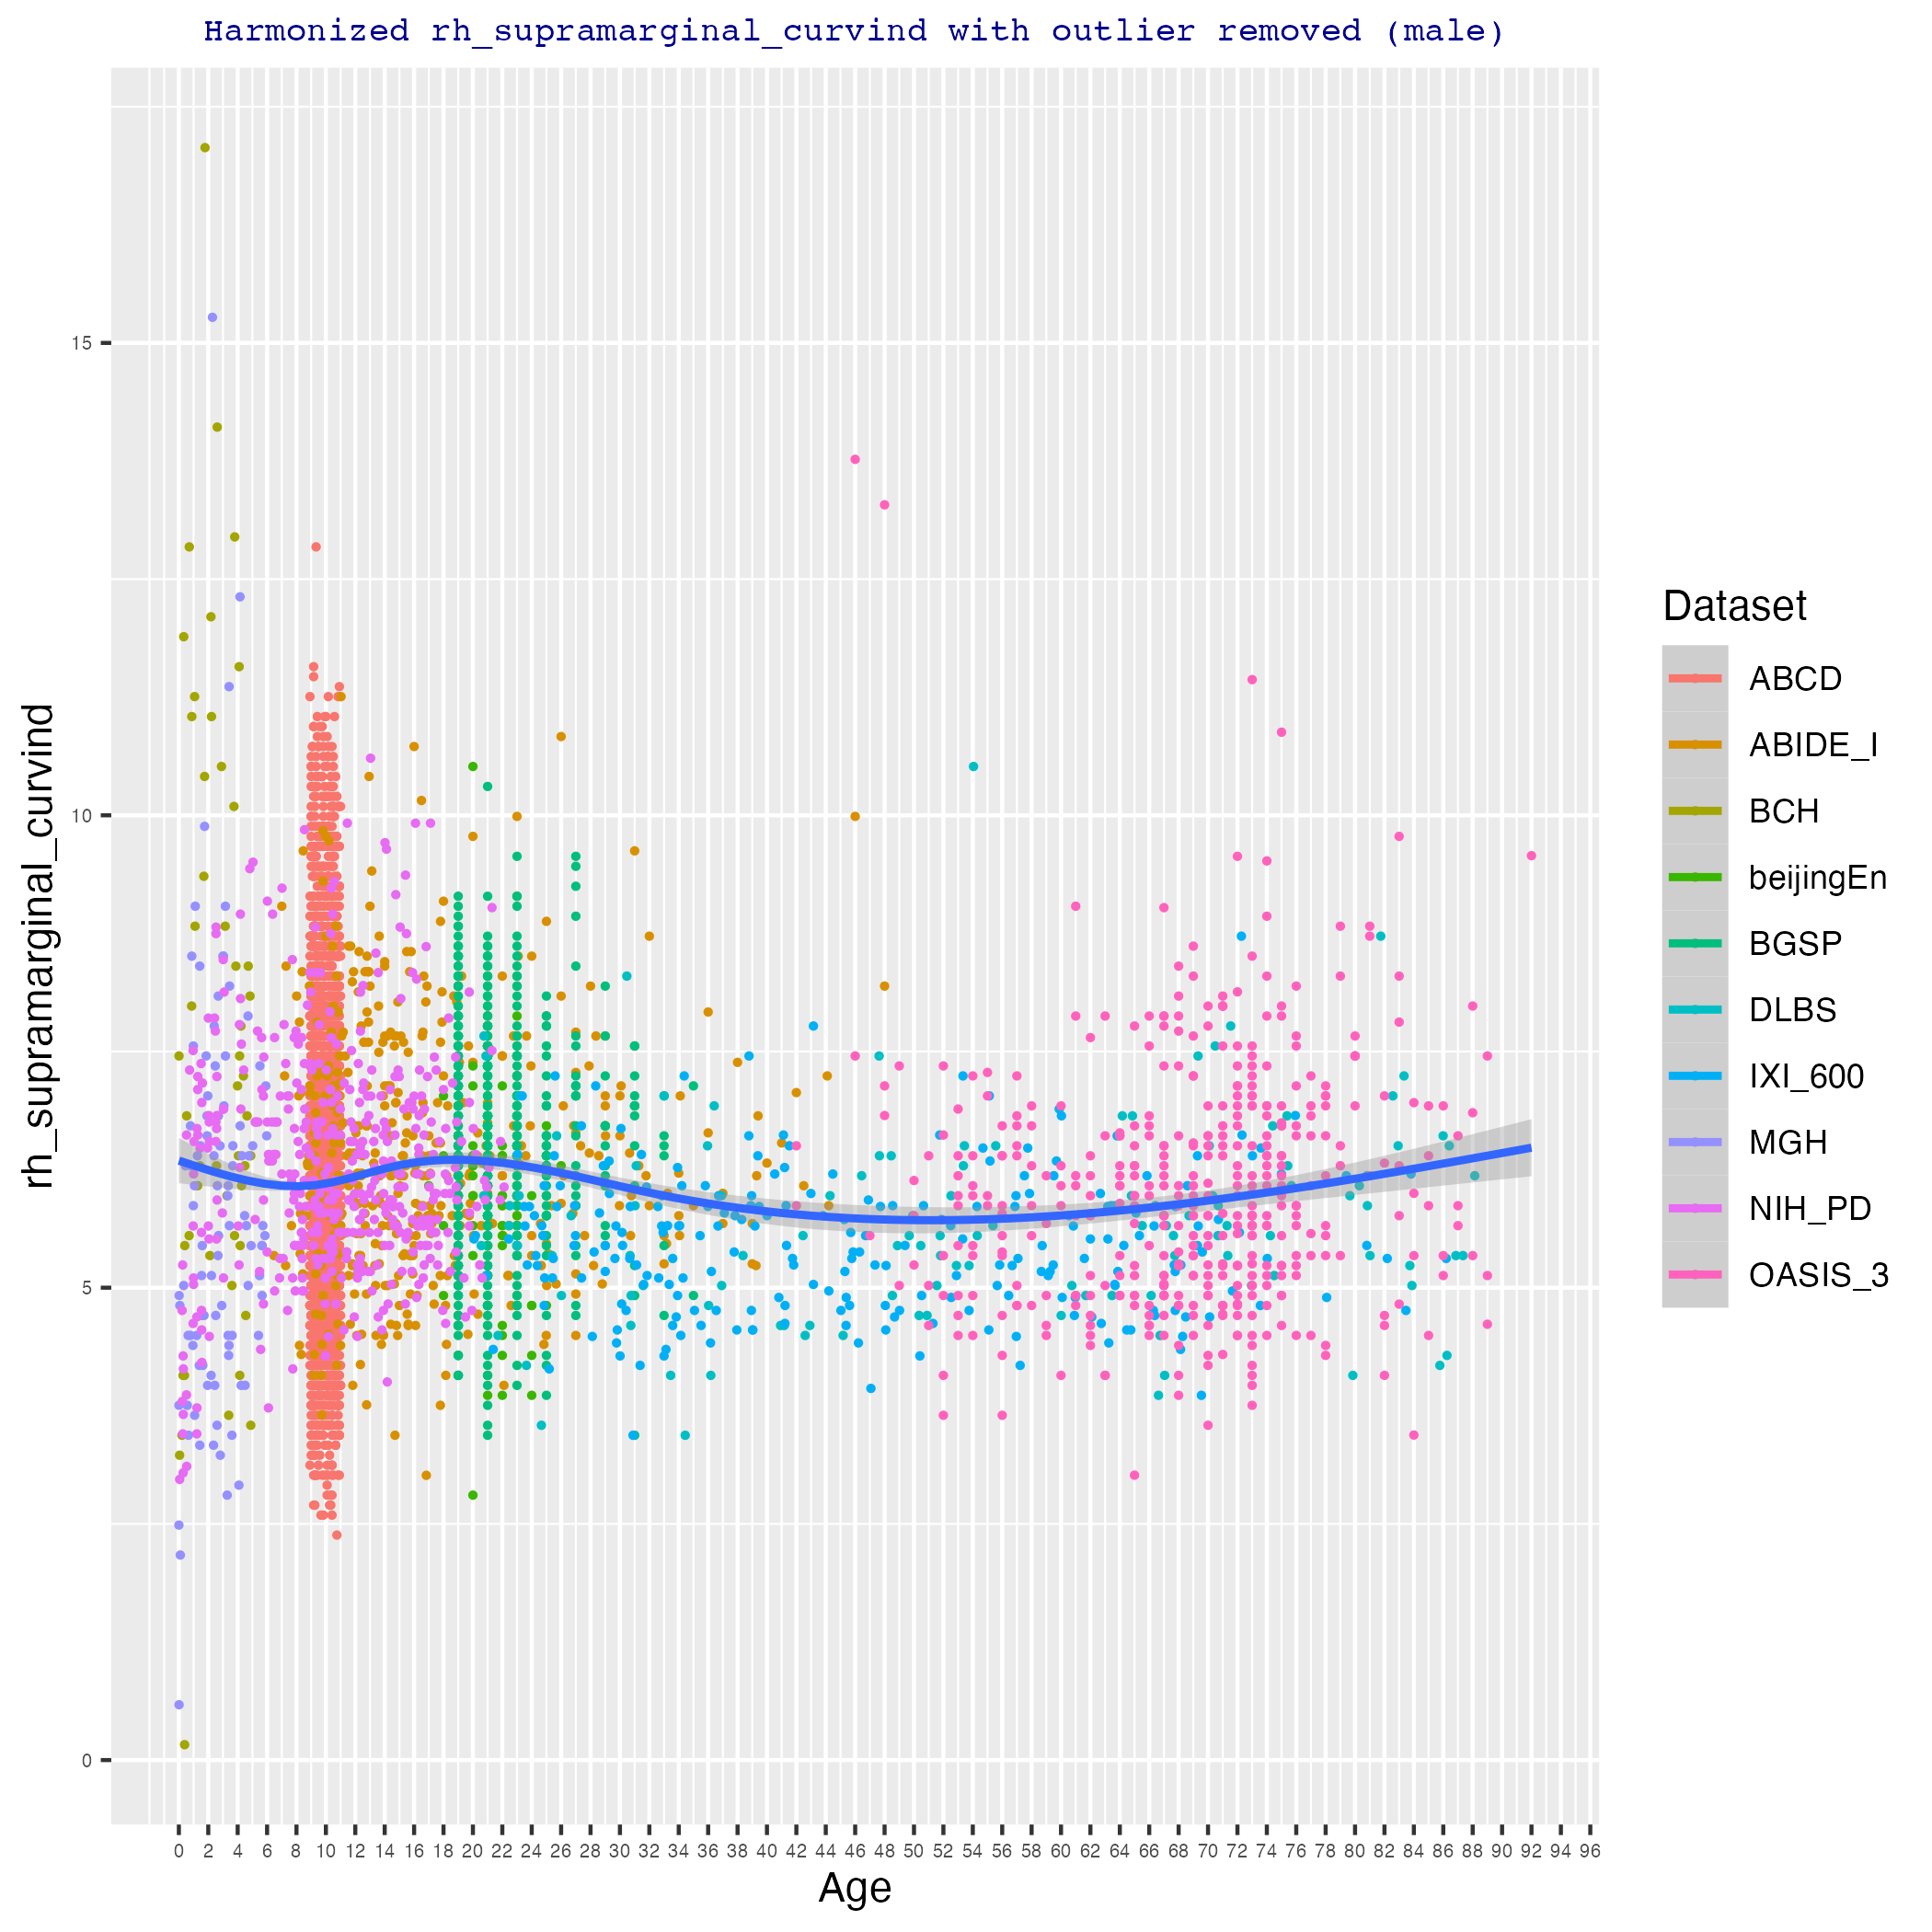 Harmonized rh_supramarginal_curvind with outlier removed (male)
rh_supramarginal_curvind
15
10
5
0
0 2 4 6 8 10 12 14 16 18 20 22 24 26 28 30 32 34 36 38 40 42 44 46 48 50 52 54 56 58 60 62 64 66 68 70 72 74 76 78 80 82 84 86 88 90 92 94 96
Age
Dataset
ABCD
ABIDE_I
BCH
beijingEn
BGSP
DLBS
IXI_600
MGH
NIH_PD
OASIS_3